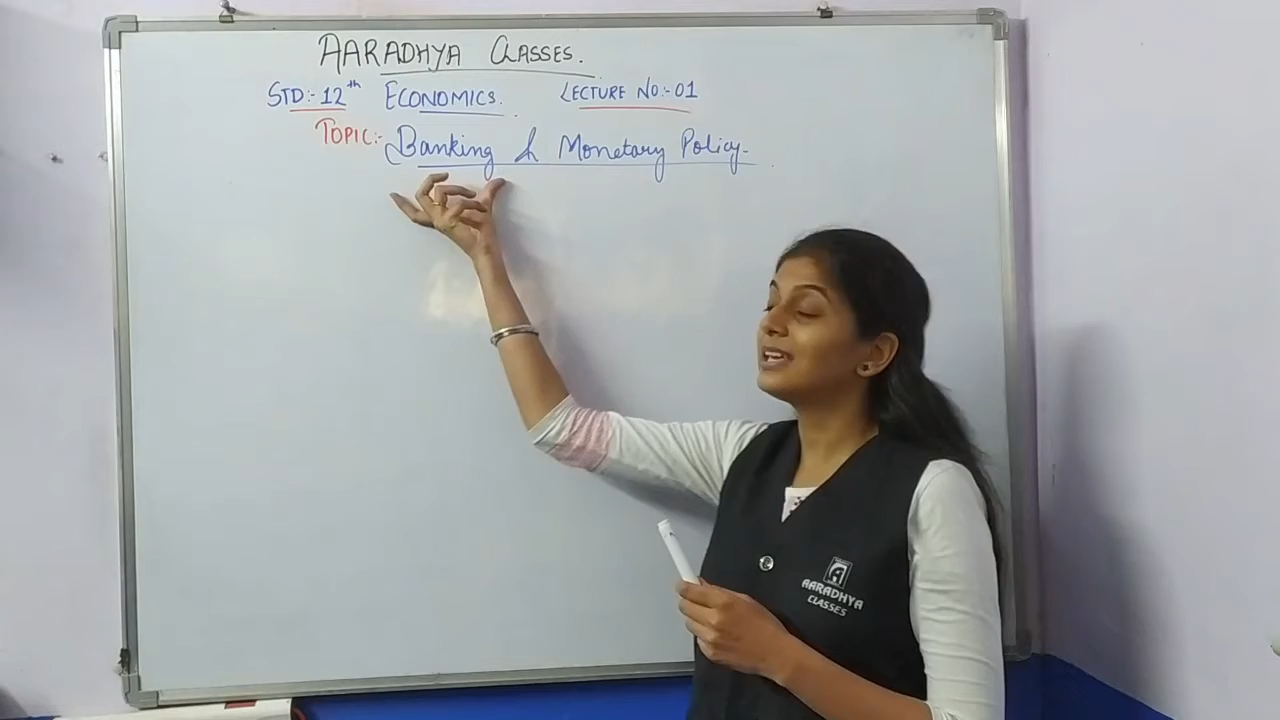 AARADHYA CLASSES.
STD:- 12th ECONOMICS. LECTURE NO:- 01
TOPIC:- Banking & Monetary Policy.
A
AARADHYA
CLASSES